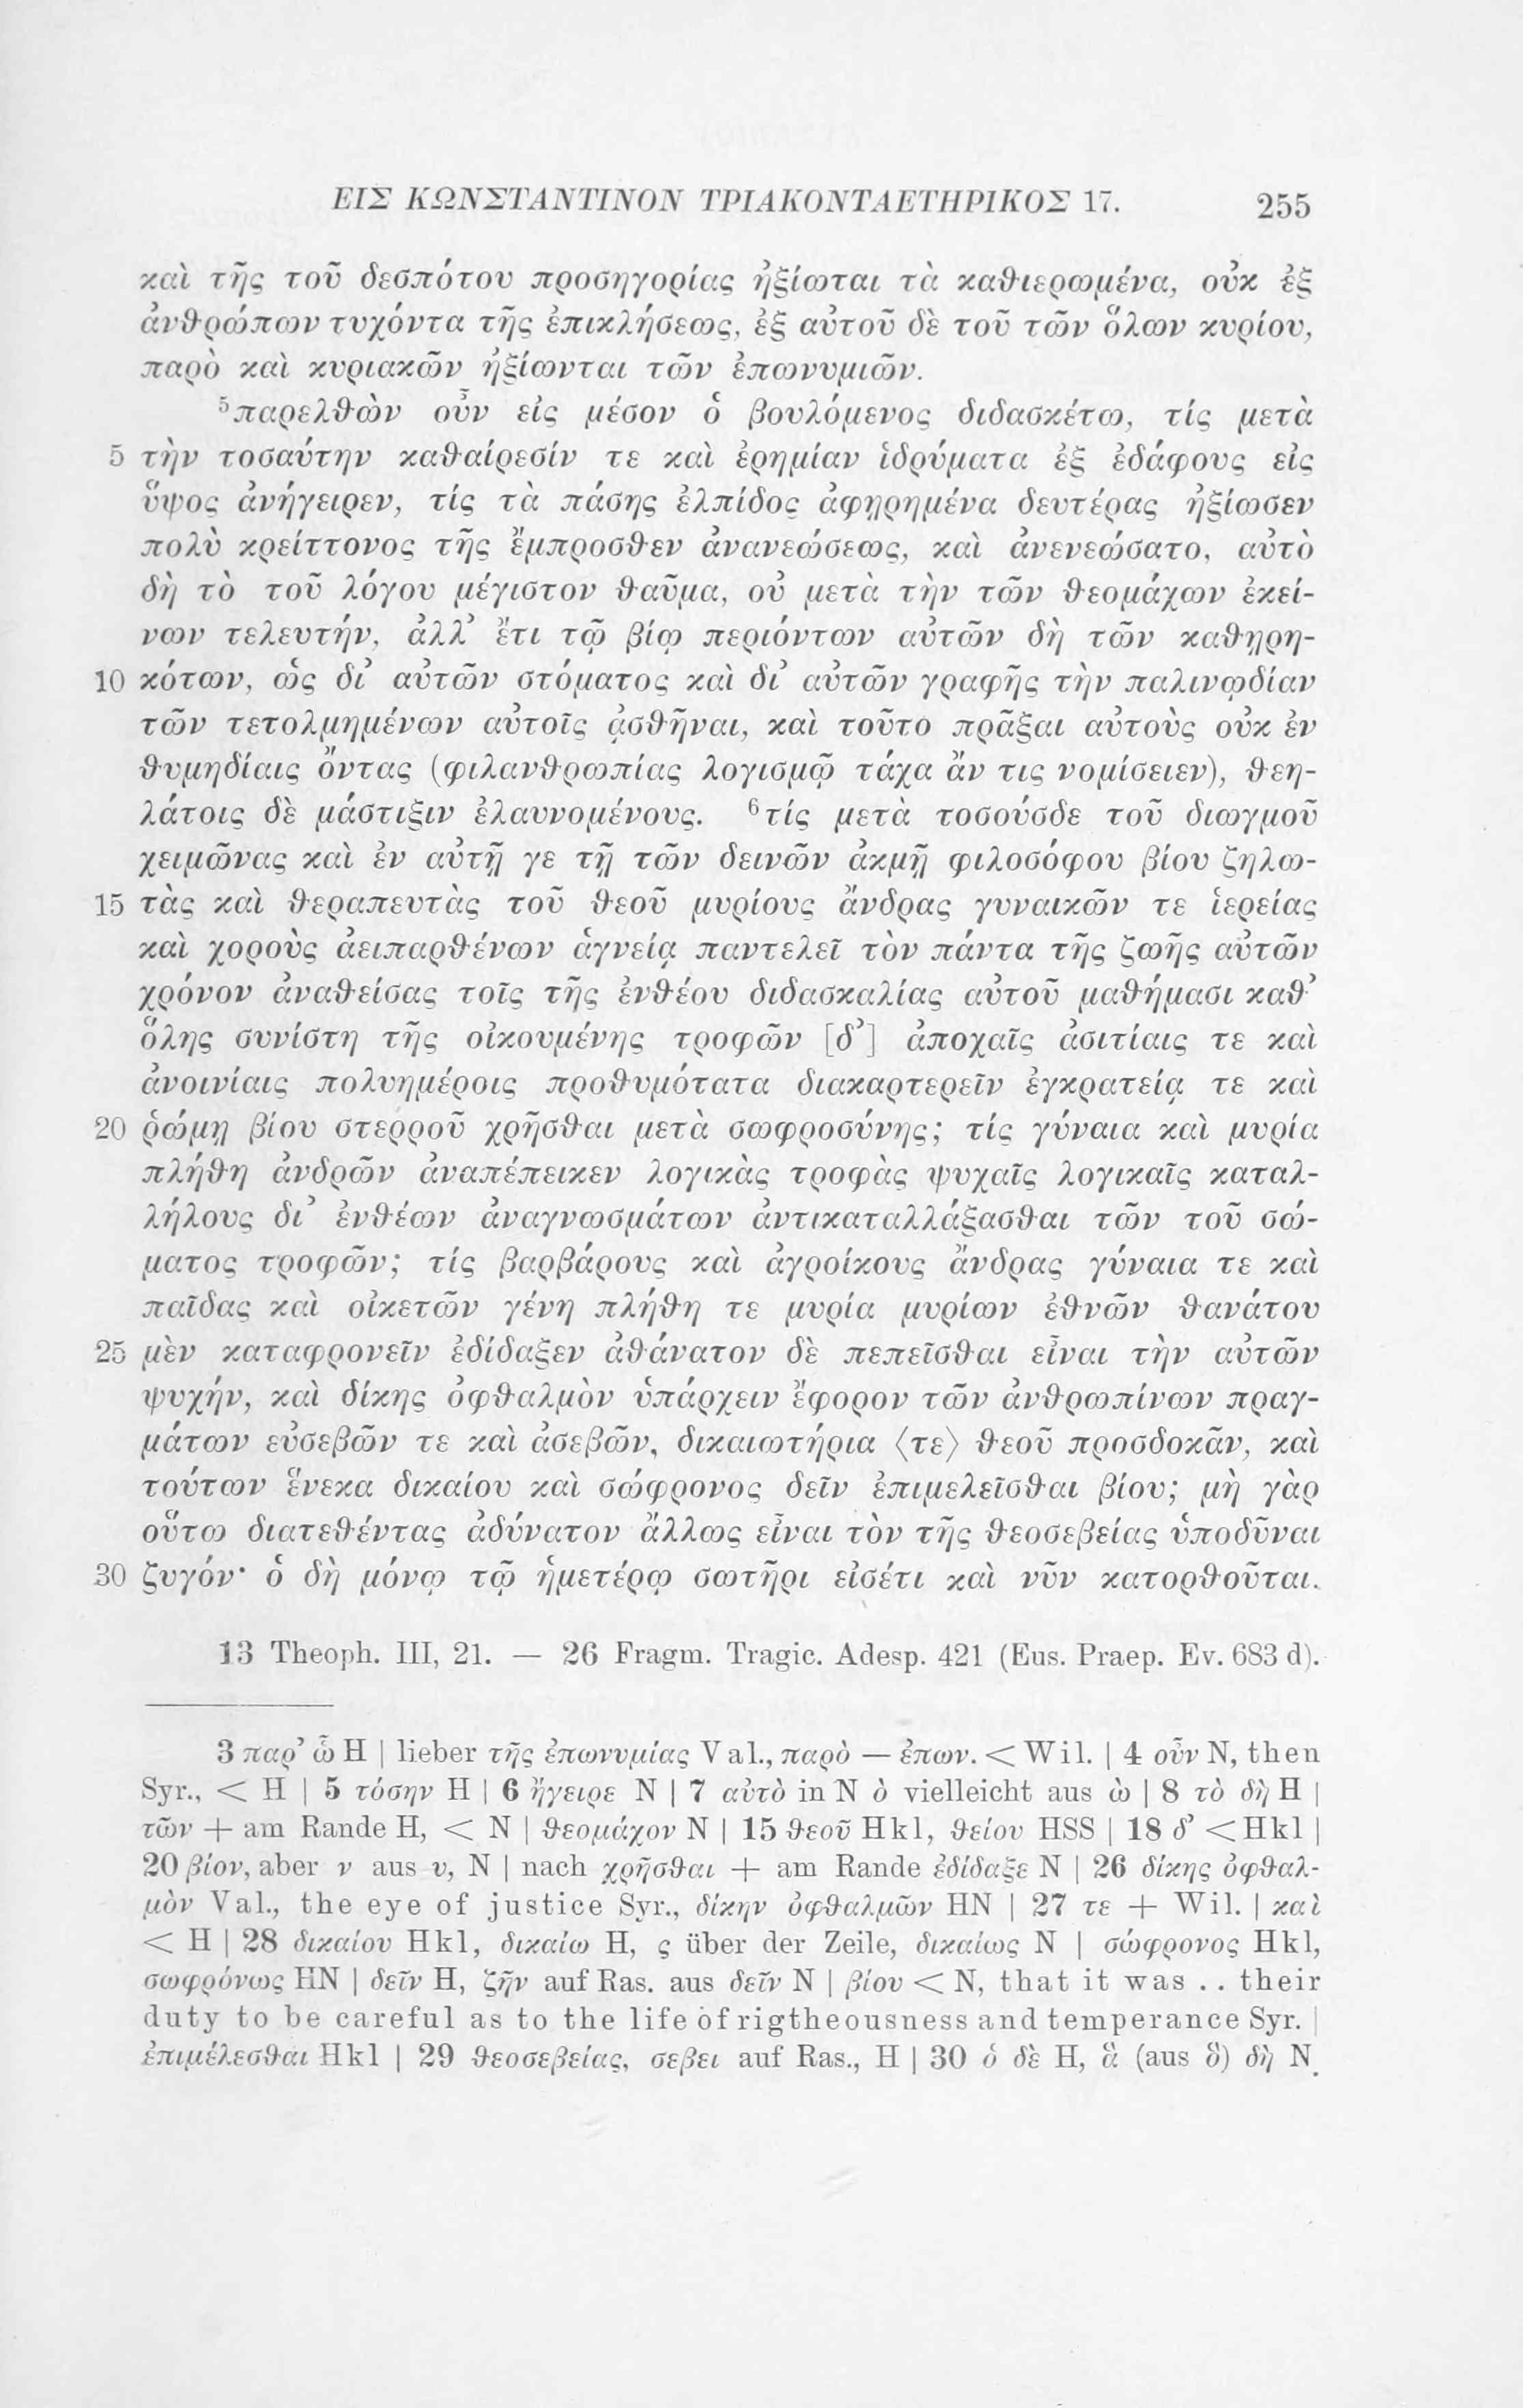 ΕΙΣ ΚΩΝΣΤΑΝΤΙΝΟΝ ΤΡΙΑΚΟΝΤΑΕΤΗΡΙΚΟΣ 17. 255
καὶ τῆς τοῦ δεσπότου προσηγορίας ἠξίωται τὰ καθιερωμένα, οὐκ ἐξ
ἀνθρώπων τυχόντα τῆς ἐπικλήσεως, ἐξ αὐτοῦ δὲ τοῦ τῶν ὅλων κυρίου,
παρὸ καὶ κυριακῶν ἠξίωνται τῶν ἐπωνυμιῶν.
⁵παρελθὼν οὖν εἰς μέσον ὁ βουλόμενος διδασκέτω, τίς μετὰ
5 τὴν τοσαύτην καθαίρεσίν τε καὶ ἐρημίαν ἱδρύματα ἐξ ἐδάφους εἰς
ὕψος ἀνήγειρεν, τίς τὰ πάσης ἐλπίδος ἀφῃρημένα δευτέρας ἠξίωσεν
πολὺ κρείττονος τῆς ἔμπροσθεν ἀνανεώσεως, καὶ ἀνενεώσατο, αὐτὸ
δὴ τὸ τοῦ λόγου μέγιστον θαῦμα, οὐ μετὰ τὴν τῶν θεομάχων ἐκεί-
νων τελευτήν, ἀλλ’ ἔτι τῷ βίῳ περιόντων αὐτῶν δὴ τῶν καθῃρη-
10 κότων, ὡς δι’ αὐτῶν στόματος καὶ δι’ αὐτῶν γραφῆς τὴν παλινῳδίαν
τῶν τετολμημένων αὐτοῖς ᾀσθῆναι, καὶ τοῦτο πρᾶξαι αὐτοὺς οὐκ ἐν
θυμηδίαις ὄντας (φιλανθρωπίας λογισμῷ τάχα ἄν τις νομίσειεν), θεη-
λάτοις δὲ μάστιξιν ἐλαυνομένους. ⁶τίς μετὰ τοσούσδε τοῦ διωγμοῦ
χειμῶνας καὶ ἐν αὐτῇ γε τῇ τῶν δεινῶν ἀκμῇ φιλοσόφου βίου ζηλω-
15 τὰς καὶ θεραπευτὰς τοῦ θεοῦ μυρίους ἄνδρας γυναικῶν τε ἱερείας
καὶ χοροὺς ἀειπαρθένων ἁγνείᾳ παντελεῖ τὸν πάντα τῆς ζωῆς αὐτῶν
χρόνον ἀναθείσας τοῖς τῆς ἐνθέου διδασκαλίας αὐτοῦ μαθήμασι καθ’
ὅλης συνίστη τῆς οἰκουμένης τροφῶν [δ’] ἀποχαῖς ἀσιτίαις τε καὶ
ἀνοινίαις πολυημέροις προθυμότατα διακαρτερεῖν ἐγκρατείᾳ τε καὶ
20 ῥώμῃ βίου στερροῦ χρῆσθαι μετὰ σωφροσύνης; τίς γύναια καὶ μυρία
πλήθη ἀνδρῶν ἀναπέπεικεν λογικὰς τροφὰς ψυχαῖς λογικαῖς καταλ-
λήλους δι’ ἐνθέων ἀναγνωσμάτων ἀντικαταλλάξασθαι τῶν τοῦ σώ-
ματος τροφῶν; τίς βαρβάρους καὶ ἀγροίκους ἄνδρας γύναια τε καὶ
παῖδας καὶ οἰκετῶν γένη πλήθη τε μυρία μυρίων ἐθνῶν θανάτου
25 μὲν καταφρονεῖν ἐδίδαξεν ἀθάνατον δὲ πεπεῖσθαι εἶναι τὴν αὐτῶν
ψυχήν, καὶ δίκης ὀφθαλμὸν ὑπάρχειν ἔφορον τῶν ἀνθρωπίνων πραγ-
μάτων εὐσεβῶν τε καὶ ἀσεβῶν, δικαιωτήρια ⟨τε⟩ θεοῦ προσδοκᾶν, καὶ
τούτων ἕνεκα δικαίου καὶ σώφρονος δεῖν ἐπιμελεῖσθαι βίου; μὴ γὰρ
οὕτω διατεθέντας ἀδύνατον ἄλλως εἶναι τὸν τῆς θεοσεβείας ὑποδῦναι
30 ζυγόν· ὁ δὴ μόνῳ τῷ ἡμετέρῳ σωτῆρι εἰσέτι καὶ νῦν κατορθοῦται.
13 Theoph. III, 21. — 26 Fragm. Tragic. Adesp. 421 (Eus. Praep. Ev. 683 d).
3 παρ’ ᾧ H | lieber τῆς ἐπωνυμίας Val., παρὸ — ἐπων. < Wil. | 4 οὖν N, then
Syr., < H | 5 τόσην H | 6 ἤγειρε N | 7 αὐτὸ in N ὸ vielleicht aus ὼ | 8 τὸ δὴ H |
τῶν + am Rande H, < N | θεομάχον N | 15 θεοῦ Hkl, θείου HSS | 18 δ’ < Hkl |
20 βίον, aber ν aus υ, N | nach χρῆσθαι + am Rande ἐδίδαξε N | 26 δίκης ὀφθαλ-
μὸν Val., the eye of justice Syr., δίκην ὀφθαλμῶν HN | 27 τε + Wil. | καὶ
< H | 28 δικαίου Hkl, δικαίω H, ς über der Zeile, δικαίως N | σώφρονος Hkl,
σωφρόνως HN | δεῖν H, ζῆν auf Ras. aus δεῖν N | βίου < N, that it was . . their
duty to be careful as to the life of rigtheousness and temperance Syr. |
ἐπιμέλεσθαι Hkl | 29 θεοσεβείας, σεβει auf Ras., H | 30 ὁ δὲ H, ἃ (aus ὃ) δὴ N.